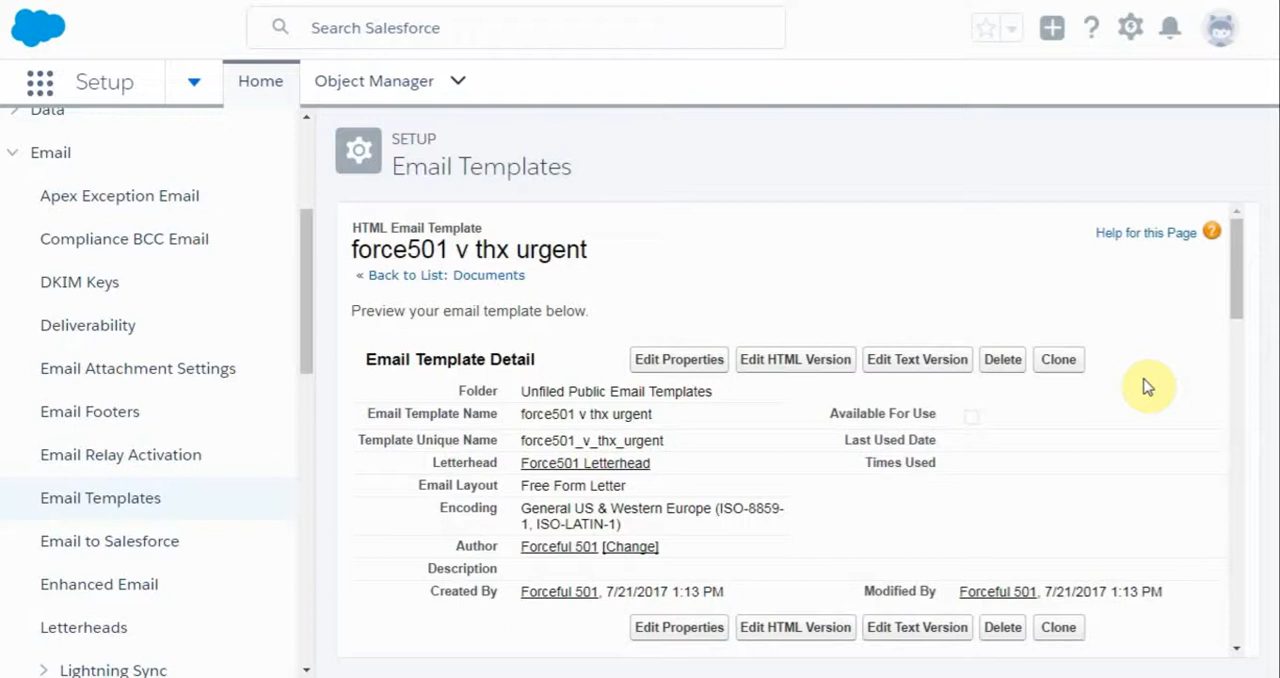 Search Salesforce
Setup
Home
Object Manager
Data
Email
Apex Exception Email
Compliance BCC Email
DKIM Keys
Deliverability
Email Attachment Settings
Email Footers
Email Relay Activation
Email Templates
Email to Salesforce
Enhanced Email
Letterheads
Lightning Sync
SETUP
Email Templates
HTML Email Template
force501 v thx urgent
« Back to List: Documents
Help for this Page ?
Preview your email template below.
Email Template Detail Edit Properties Edit HTML Version Edit Text Version Delete Clone
Folder Unfiled Public Email Templates
Email Template Name force501 v thx urgent Available For Use
Template Unique Name force501_v_thx_urgent Last Used Date
Letterhead Force501 Letterhead Times Used
Email Layout Free Form Letter
Encoding General US & Western Europe (ISO-8859-
1, ISO-LATIN-1)
Author Forceful 501 [Change]
Description
Created By Forceful 501, 7/21/2017 1:13 PM Modified By Forceful 501, 7/21/2017 1:13 PM
Edit Properties Edit HTML Version Edit Text Version Delete Clone